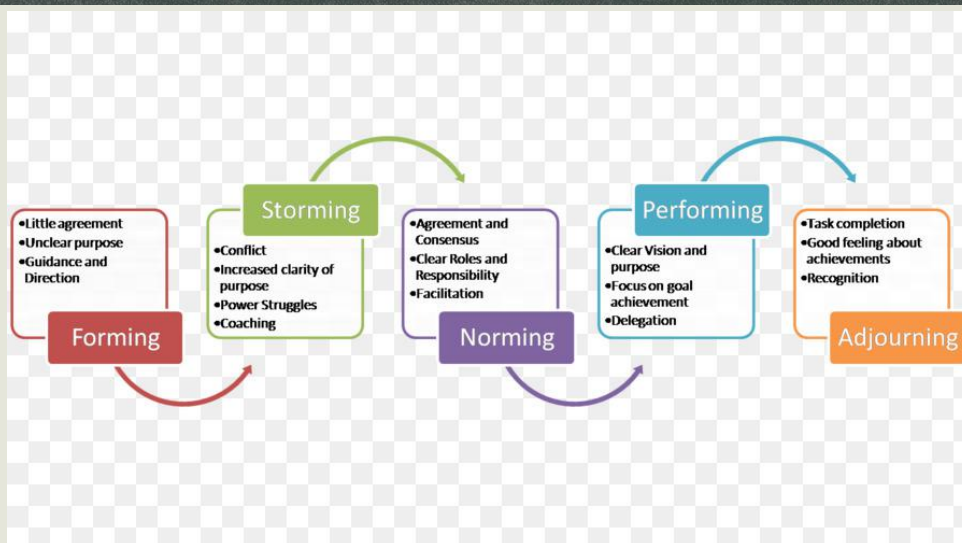 •Little agreement
•Unclear purpose
•Guidance and
Direction
Forming
Storming
•Conflict
•Increased clarity of
purpose
•Power Struggles
•Coaching
•Agreement and
Consensus
•Clear Roles and
Responsibility
•Facilitation
Norming
Performing
•Clear Vision and
purpose
•Focus on goal
achievement
•Delegation
•Task completion
•Good feeling about
achievements
•Recognition
Adjourning